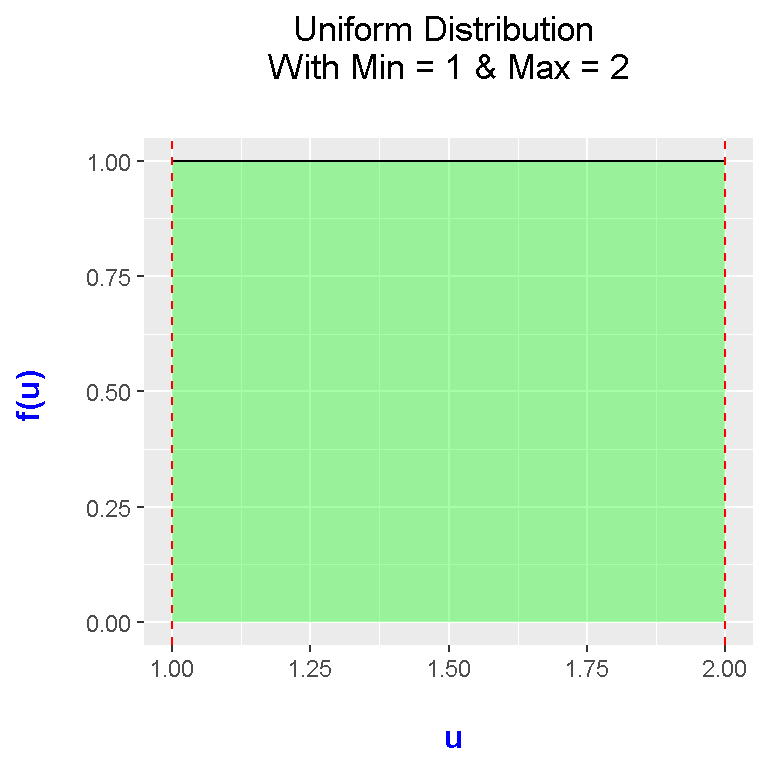 Uniform Distribution
With Min = 1 & Max = 2
f(u)
1.00
0.75
0.50
0.25
0.00
1.00 1.25 1.50 1.75 2.00
u